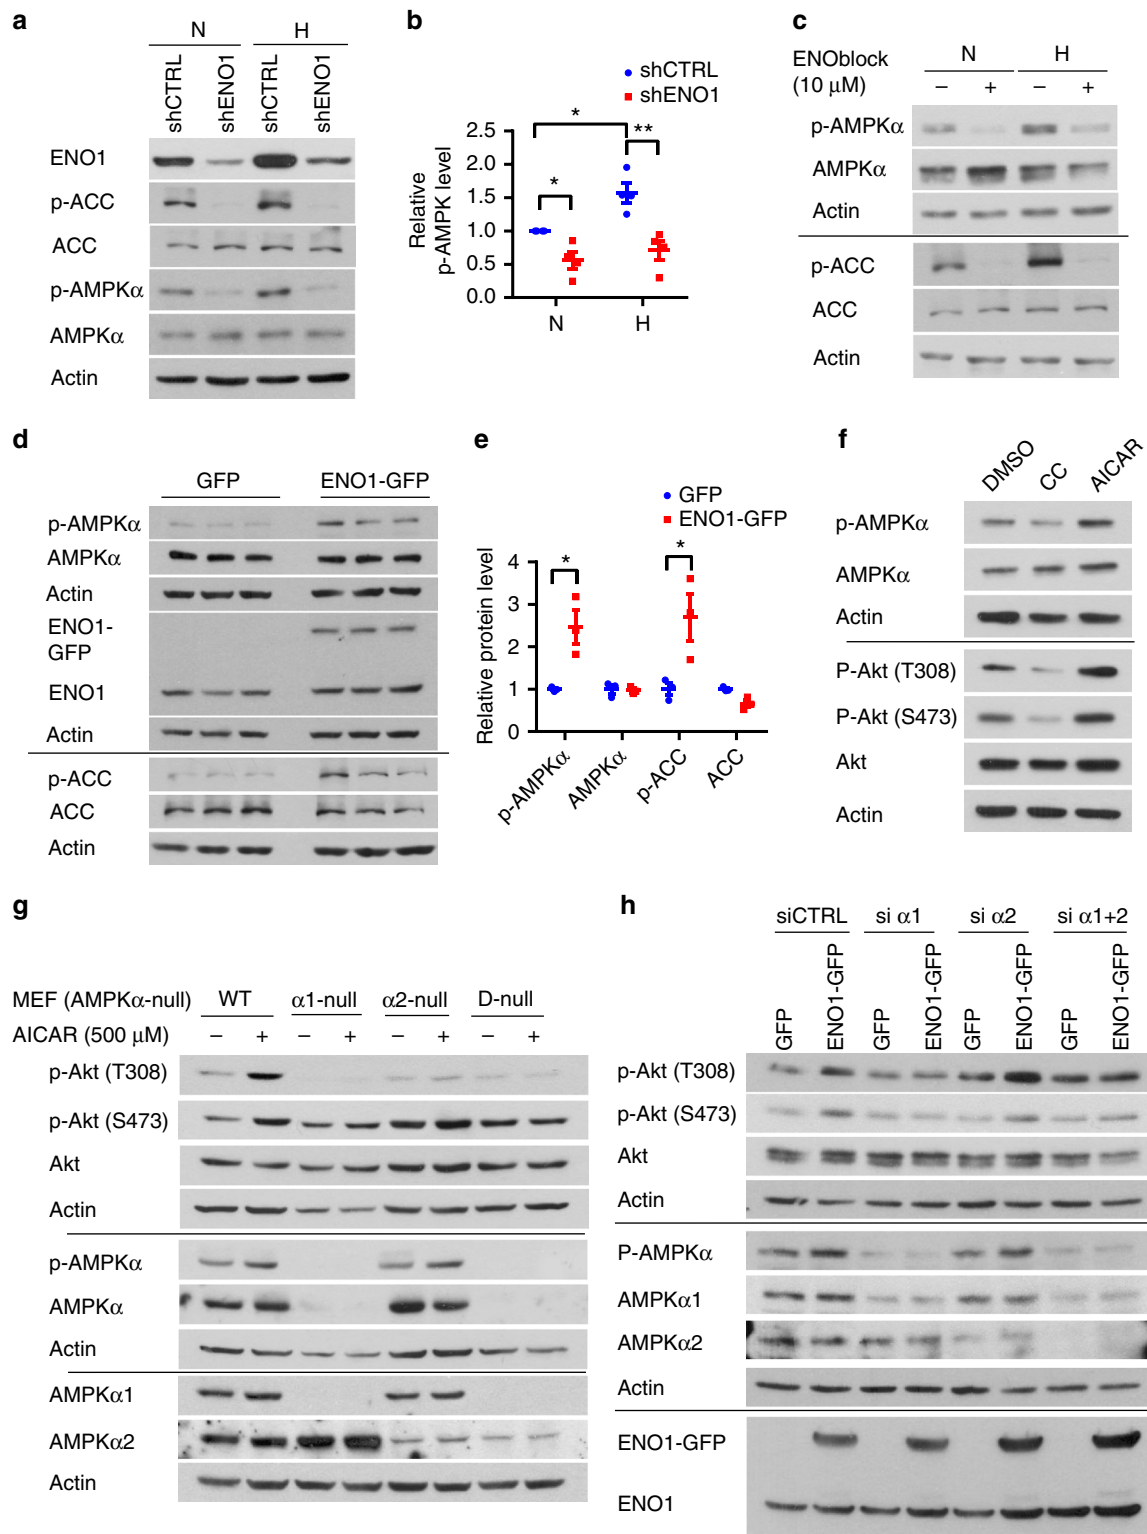 a
N H
shCTRL shENO1 shCTRL shENO1
ENO1
p-ACC
ACC
p-AMPKα
AMPKα
Actin
b
shCTRL
shENO1
Relative
p-AMPK level
2.5
2.0
1.5
1.0
0.5
0.0
* * **
N H
c
ENOblock
(10 μM)
N H
– + – +
p-AMPKα
AMPKα
Actin
p-ACC
ACC
Actin
d
GFP ENO1-GFP
p-AMPKα
AMPKα
Actin
ENO1-
GFP
ENO1
Actin
p-ACC
ACC
Actin
e
GFP
ENO1-GFP
Relative protein level
4
3
2
1
0
* *
p-AMPKα AMPKα p-ACC ACC
f
DMSO CC AICAR
p-AMPKα
AMPKα
Actin
P-Akt (T308)
P-Akt (S473)
Akt
Actin
g
MEF (AMPKα-null) WT α1-null α2-null D-null
AICAR (500 μM) – + – + – + – +
p-Akt (T308)
p-Akt (S473)
Akt
Actin
p-AMPKα
AMPKα
Actin
AMPKα1
AMPKα2
Actin
h
siCTRL si α1 si α2 si α1+2
GFP ENO1-GFP GFP ENO1-GFP GFP ENO1-GFP GFP ENO1-GFP
p-Akt (T308)
p-Akt (S473)
Akt
Actin
P-AMPKα
AMPKα1
AMPKα2
Actin
ENO1-GFP
ENO1